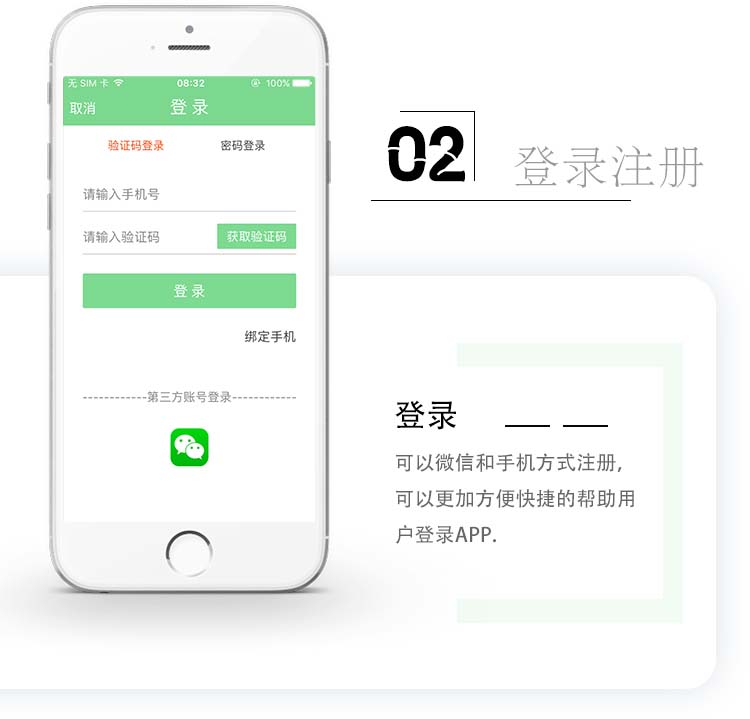 无 SIM 卡 08:32 100%
取消 登录
验证码登录 密码登录
请输入手机号
请输入验证码 获取验证码
登录
绑定手机
------------第三方账号登录------------
02 登录注册
登录
可以微信和手机方式注册,
可以更加方便快捷的帮助用
户登录APP.